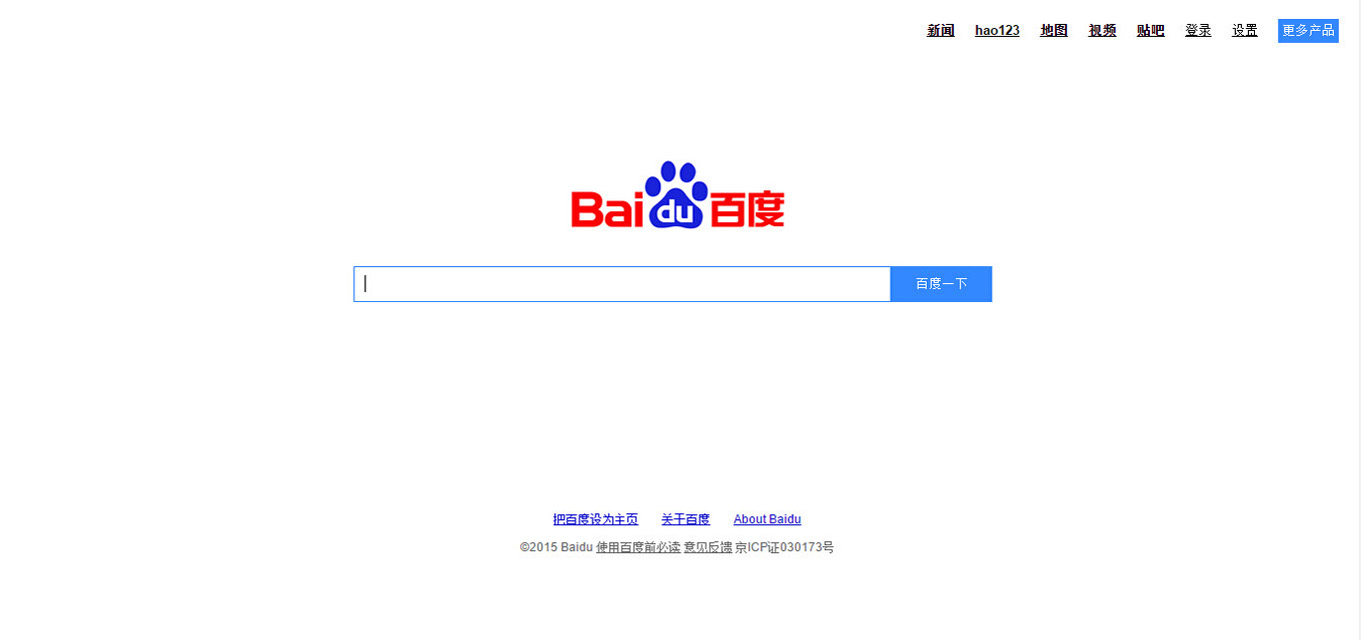 新闻 hao123 地图 视频 贴吧 登录 设置 更多产品
Bai du 百度
百度一下
把百度设为主页 关于百度 About Baidu
©2015 Baidu 使用百度前必读 意见反馈 京ICP证030173号